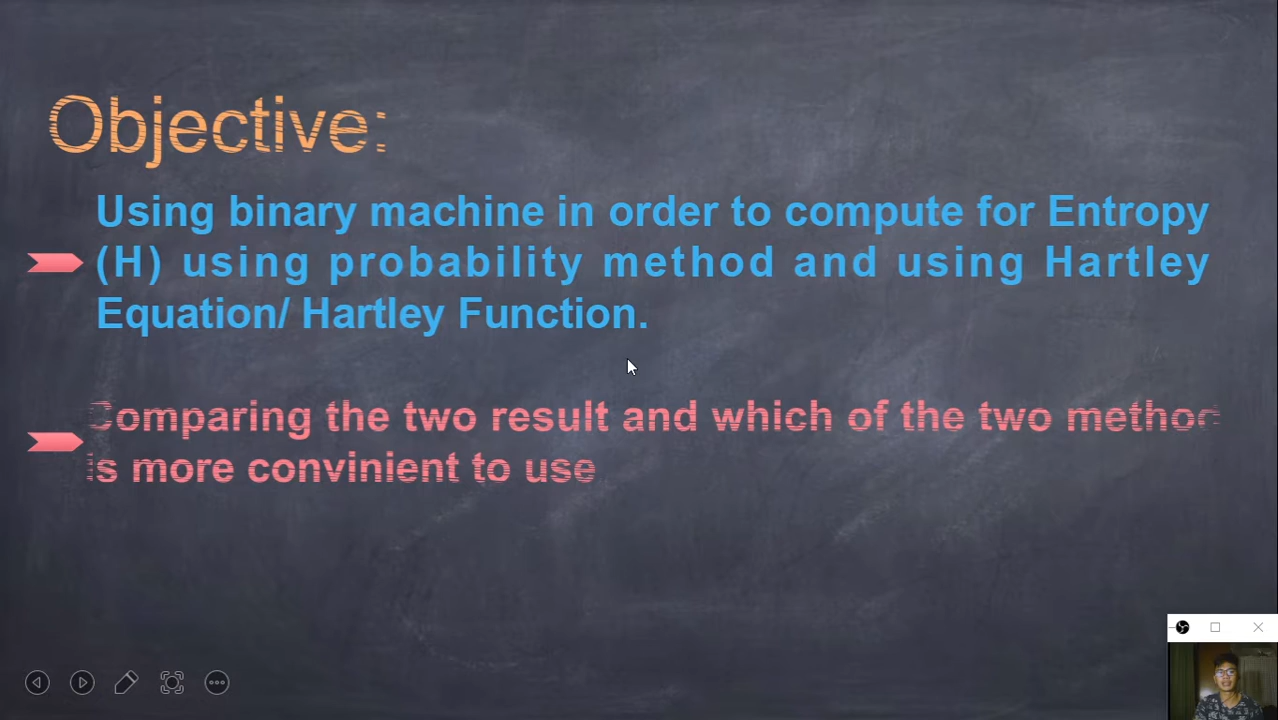 Objective:
Using binary machine in order to compute for Entropy
(H) using probability method and using Hartley
Equation/ Hartley Function.
Comparing the two result and which of the two method
is more convinient to use